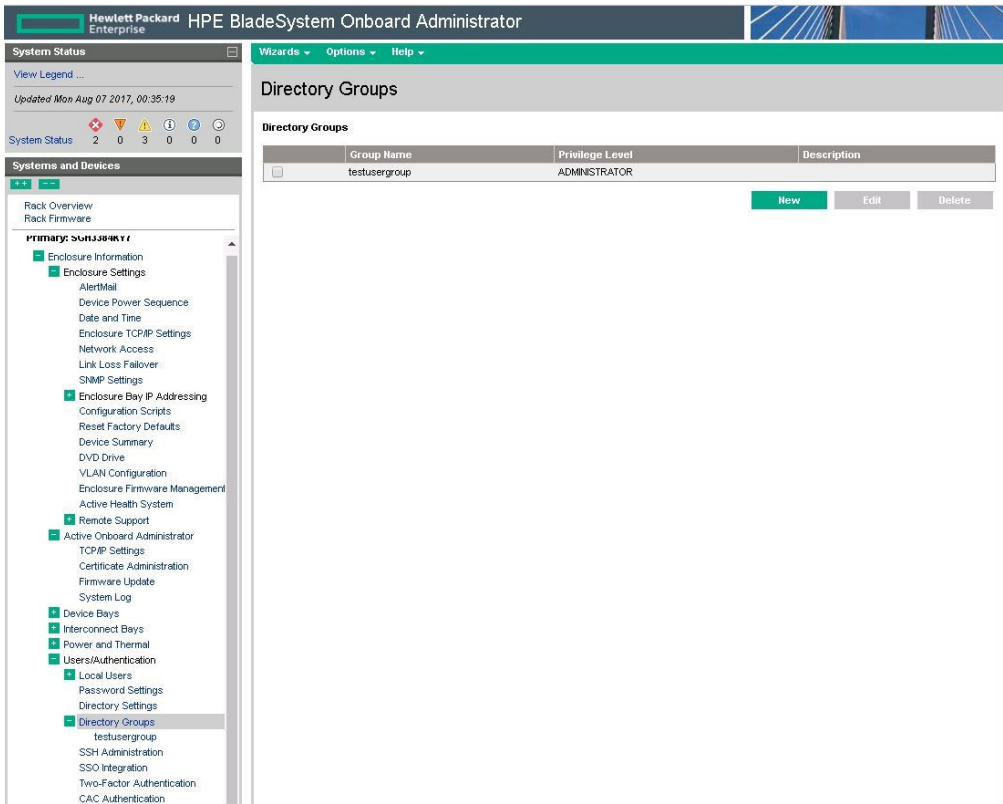 Hewlett Packard
Enterprise
HPE BladeSystem Onboard Administrator
System Status
View Legend ...
Updated Mon Aug 07 2017, 00:35:19
System Status 2 0 3 0 0 0
Systems and Devices
Rack Overview
Rack Firmware
Primary: SGH3384KY7
Enclosure Information
Enclosure Settings
AlertMail
Device Power Sequence
Date and Time
Enclosure TCP/IP Settings
Network Access
Link Loss Failover
SNMP Settings
Enclosure Bay IP Addressing
Configuration Scripts
Reset Factory Defaults
Device Summary
DVD Drive
VLAN Configuration
Enclosure Firmware Management
Active Health System
Remote Support
Active Onboard Administrator
TCP/IP Settings
Certificate Administration
Firmware Update
System Log
Device Bays
Interconnect Bays
Power and Thermal
Users/Authentication
Local Users
Password Settings
Directory Settings
Directory Groups
testusergroup
SSH Administration
SSO Integration
Two-Factor Authentication
CAC Authentication
Wizards Options Help
Directory Groups
Directory Groups
Group Name Privilege Level Description
testusergroup ADMINISTRATOR
New Edit Delete